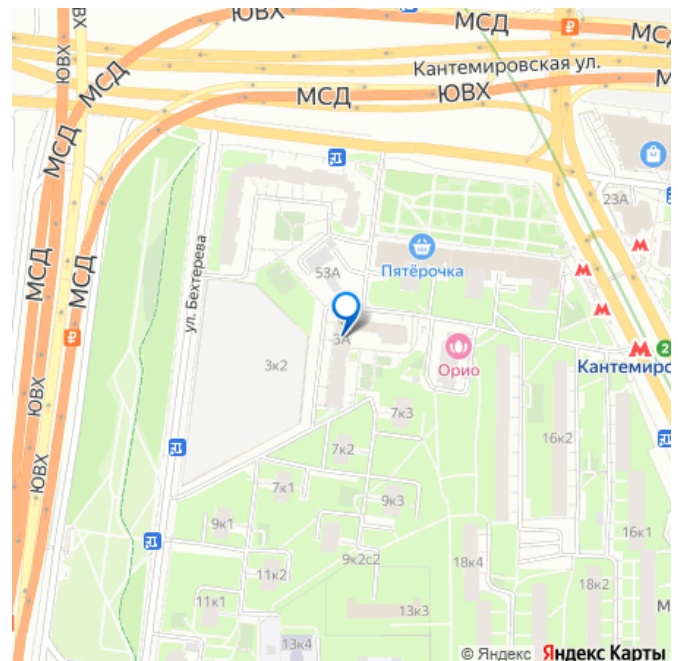 ЮВХ
МСД
МСД
Кантемировская ул.
ЮВХ
МСД
МСД
ЮВХ
М
МСД
23А
ул. Бехтерева
53А
Пятёрочка
МСД
МСД
3А
3к2
Орио
2
Кантемиро
ЮВХ
7к3
16к2
7к2
ЮВХ
7к1
9к3
9к1
16к1
9к2с2
18к4
11к2
18к2
11к1
13к3
М
13к4
© Яндекс Яндекс Карты